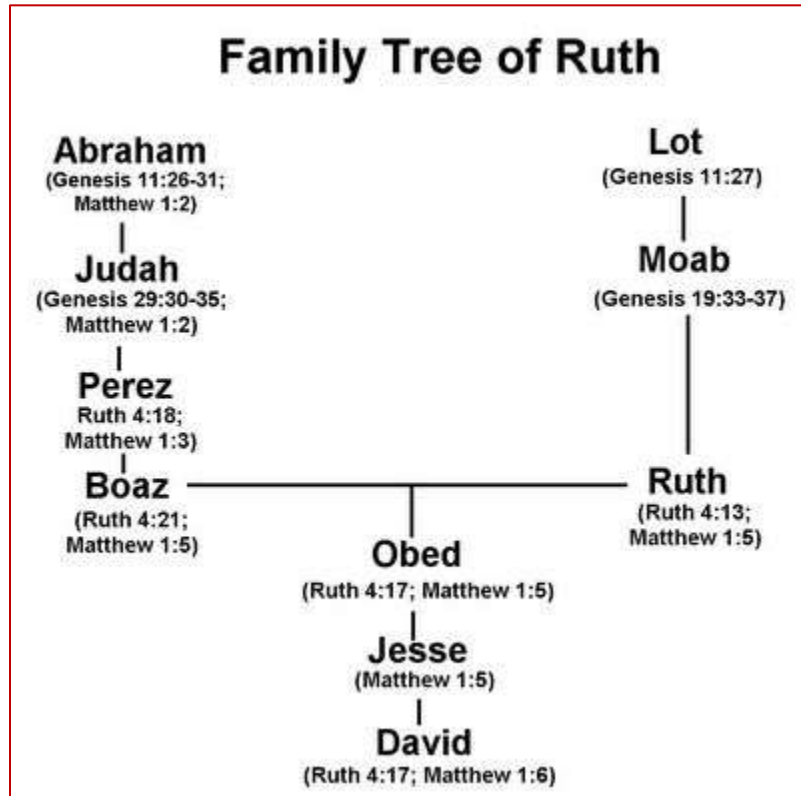 Family Tree of Ruth
Abraham
(Genesis 11:26-31;
Matthew 1:2)
Judah
(Genesis 29:30-35;
Matthew 1:2)
Perez
Ruth 4:18;
Matthew 1:3)
Boaz
(Ruth 4:21;
Matthew 1:5)
Lot
(Genesis 11:27)
Moab
(Genesis 19:33-37)
Ruth
(Ruth 4:13;
Matthew 1:5)
Obed
(Ruth 4:17; Matthew 1:5)
Jesse
(Matthew 1:5)
David
(Ruth 4:17; Matthew 1:6)